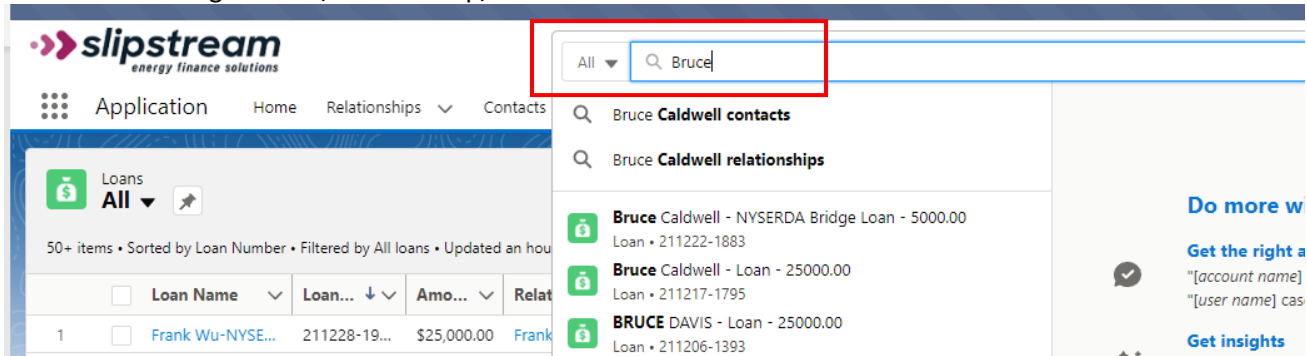 slipstream
energy finance solutions
All Bruce
Application Home Relationships Contacts
Bruce Caldwell contacts
Bruce Caldwell relationships
Loans
All
50+ items • Sorted by Loan Number • Filtered by All loans • Updated an hou
Loan Name Loan... Amo... Relat
1 Frank Wu-NYSE... 211228-19... $25,000.00 Frank
Bruce Caldwell - NYSERDA Bridge Loan - 5000.00
Loan • 211222-1883
Bruce Caldwell - Loan - 25000.00
Loan • 211217-1795
BRUCE DAVIS - Loan - 25000.00
Loan • 211206-1393
Do more wi
Get the right a
"[account name]
"[user name] cas
Get insights